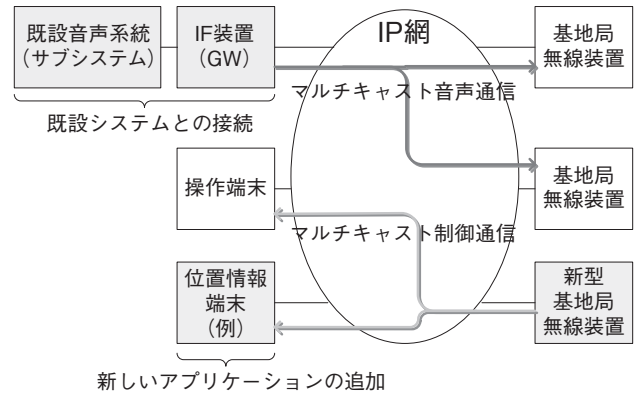 既設音声系統
（サブシステム）
IF装置
（GW）
IP網
基地局
無線装置
マルチキャスト音声通信
既設システムとの接続
操作端末
基地局
無線装置
マルチキャスト制御通信
位置情報
端末
（例）
新型
基地局
無線装置
新しいアプリケーションの追加